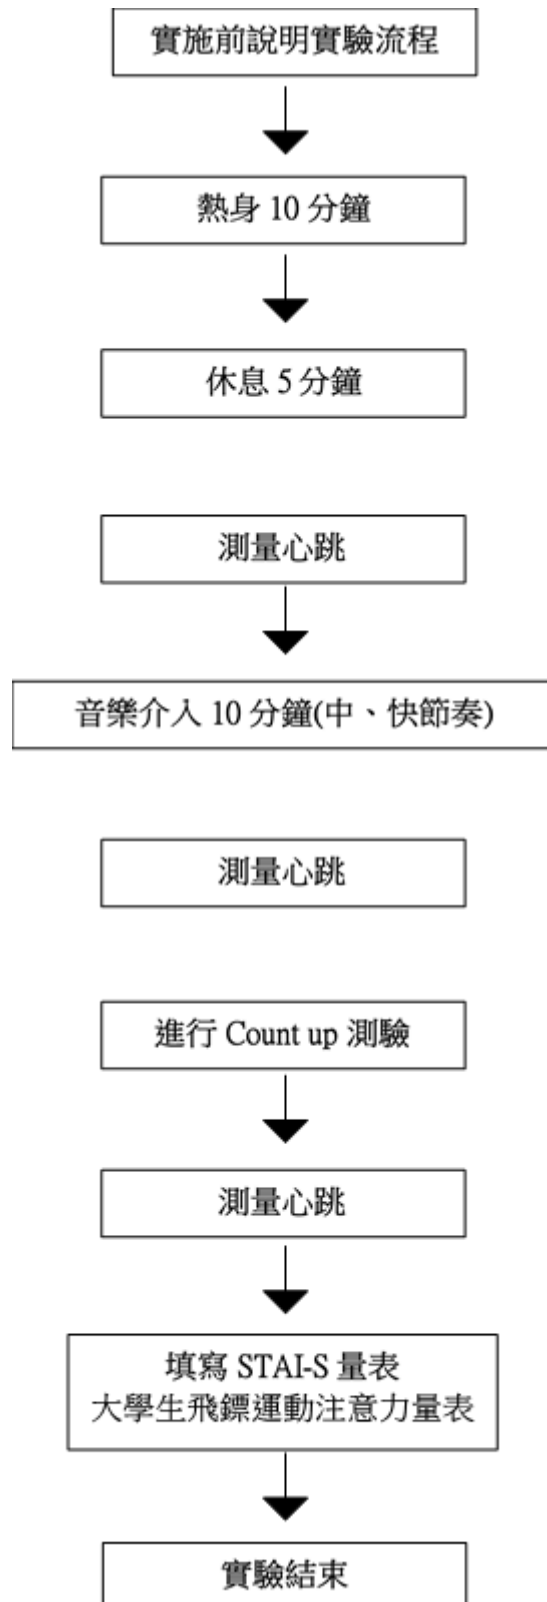 實施前說明實驗流程
熱身 10 分鐘
休息 5 分鐘
測量心跳
音樂介入 10 分鐘(中、快節奏)
測量心跳
進行 Count up 測驗
測量心跳
填寫 STAI-S 量表
大學生飛鏢運動注意力量表
實驗結束